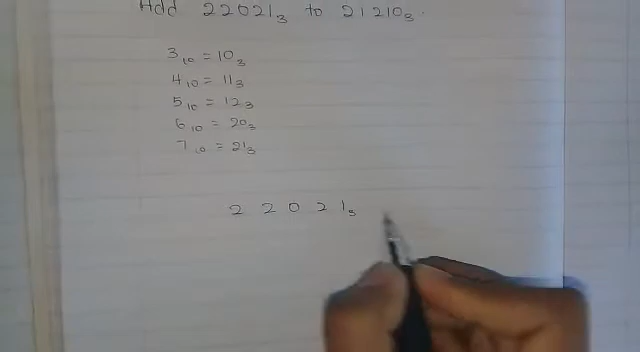 Add 22021₃ to 21210₃.
3₁₀ = 10₃
4₁₀ = 11₃
5₁₀ = 12₃
6₁₀ = 20₃
7₁₀ = 21₃
2 2 0 2 1₃